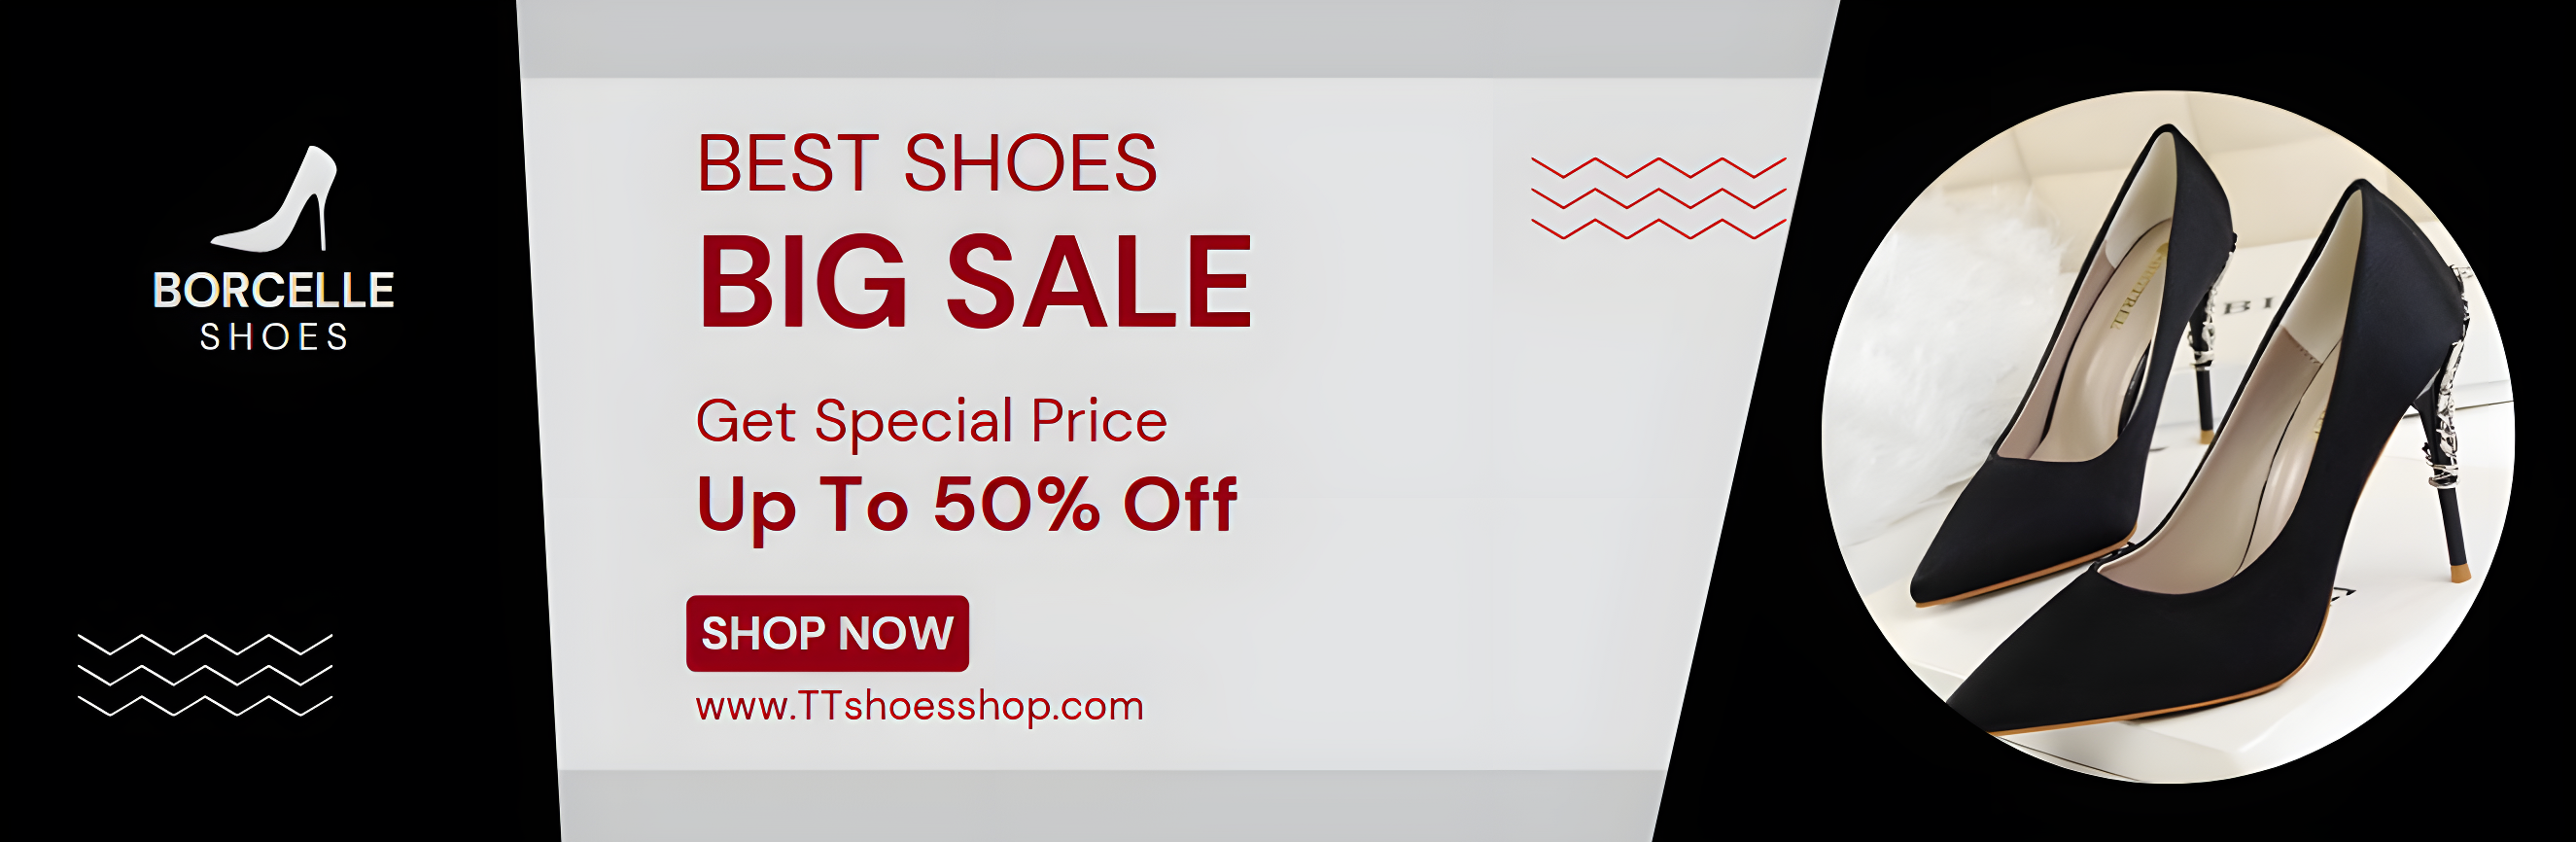 BORCELLE
SHOES
BEST SHOES
BIG SALE
Get Special Price
Up To 50% Off
SHOP NOW
www.TTshoesshop.com